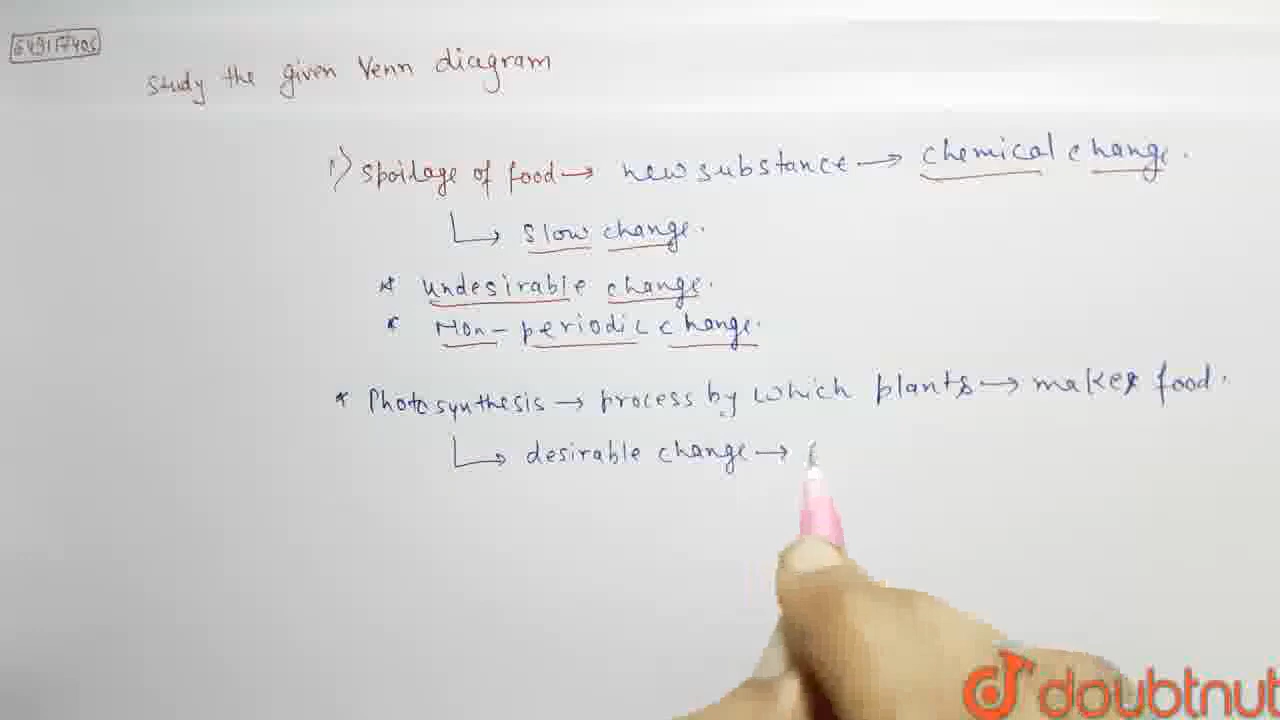 Study the given Venn diagram
1) Spoilage of food → new substance → chemical change.
↳ slow change.
* undesirable change.
* Non-periodic change.
* Photosynthesis → process by which plants → makes food.
↳ desirable change →
doubtnut